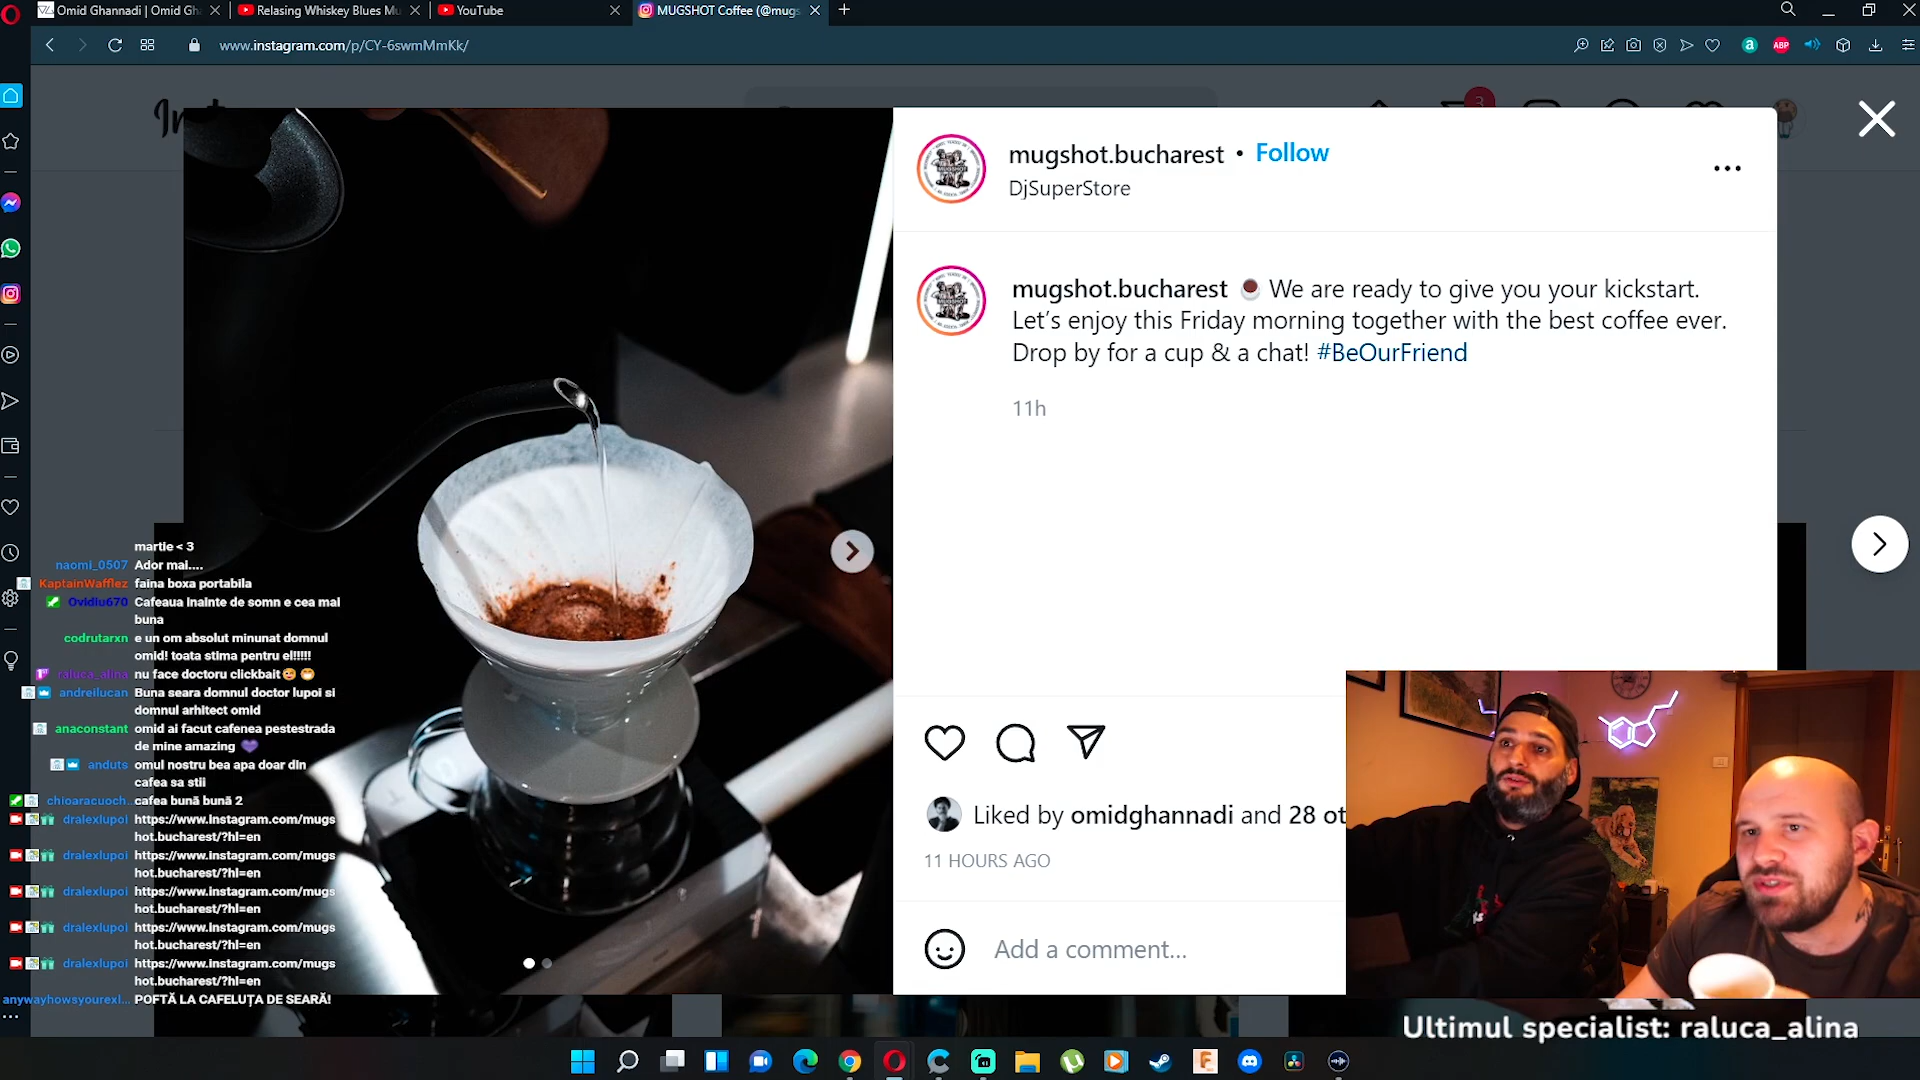 Omid Ghannadi | Omid Gh
Relasing Whiskey Blues Mu
YouTube
MUGSHOT Coffee (@mugs
www.instagram.com/p/CY-6swmMmKk/
ABP
3
mugshot.bucharest • Follow
DjSuperStore
mugshot.bucharest ☕ We are ready to give you your kickstart.
Let's enjoy this Friday morning together with the best coffee ever.
Drop by for a cup & a chat! #BeOurFriend
11h
Liked by omidghannadi and 28 ot
11 HOURS AGO
Add a comment...
martie < 3
naomi_0507 Ador mai....
KaptainWafflez faina boxa portabila
Ovidiu670 Cafeaua inainte de somn e cea mai
buna
codrutarxn e un om absolut minunat domnul
omid! toata stima pentru el!!!!!
raluca_alina nu face doctoru clickbait
andreilucan Buna seara domnul doctor lupoi si
domnul arhitect omid
anaconstant omid ai facut cafenea pestestrada
de mine amazing 💜
anduts omul nostru bea apa doar din
cafea sa stii
chioaracuoch... cafea bună bună 2
dralexlupoi https://www.instagram.com/mugs
hot.bucharest/?hl=en
dralexlupoi https://www.instagram.com/mugs
hot.bucharest/?hl=en
dralexlupoi https://www.instagram.com/mugs
hot.bucharest/?hl=en
dralexlupoi https://www.instagram.com/mugs
hot.bucharest/?hl=en
dralexlupoi https://www.instagram.com/mugs
hot.bucharest/?hl=en
anywayhowsyourexl... POFTĂ LA CAFELUȚA DE SEARĂ!
Ultimul specialist: raluca_alina